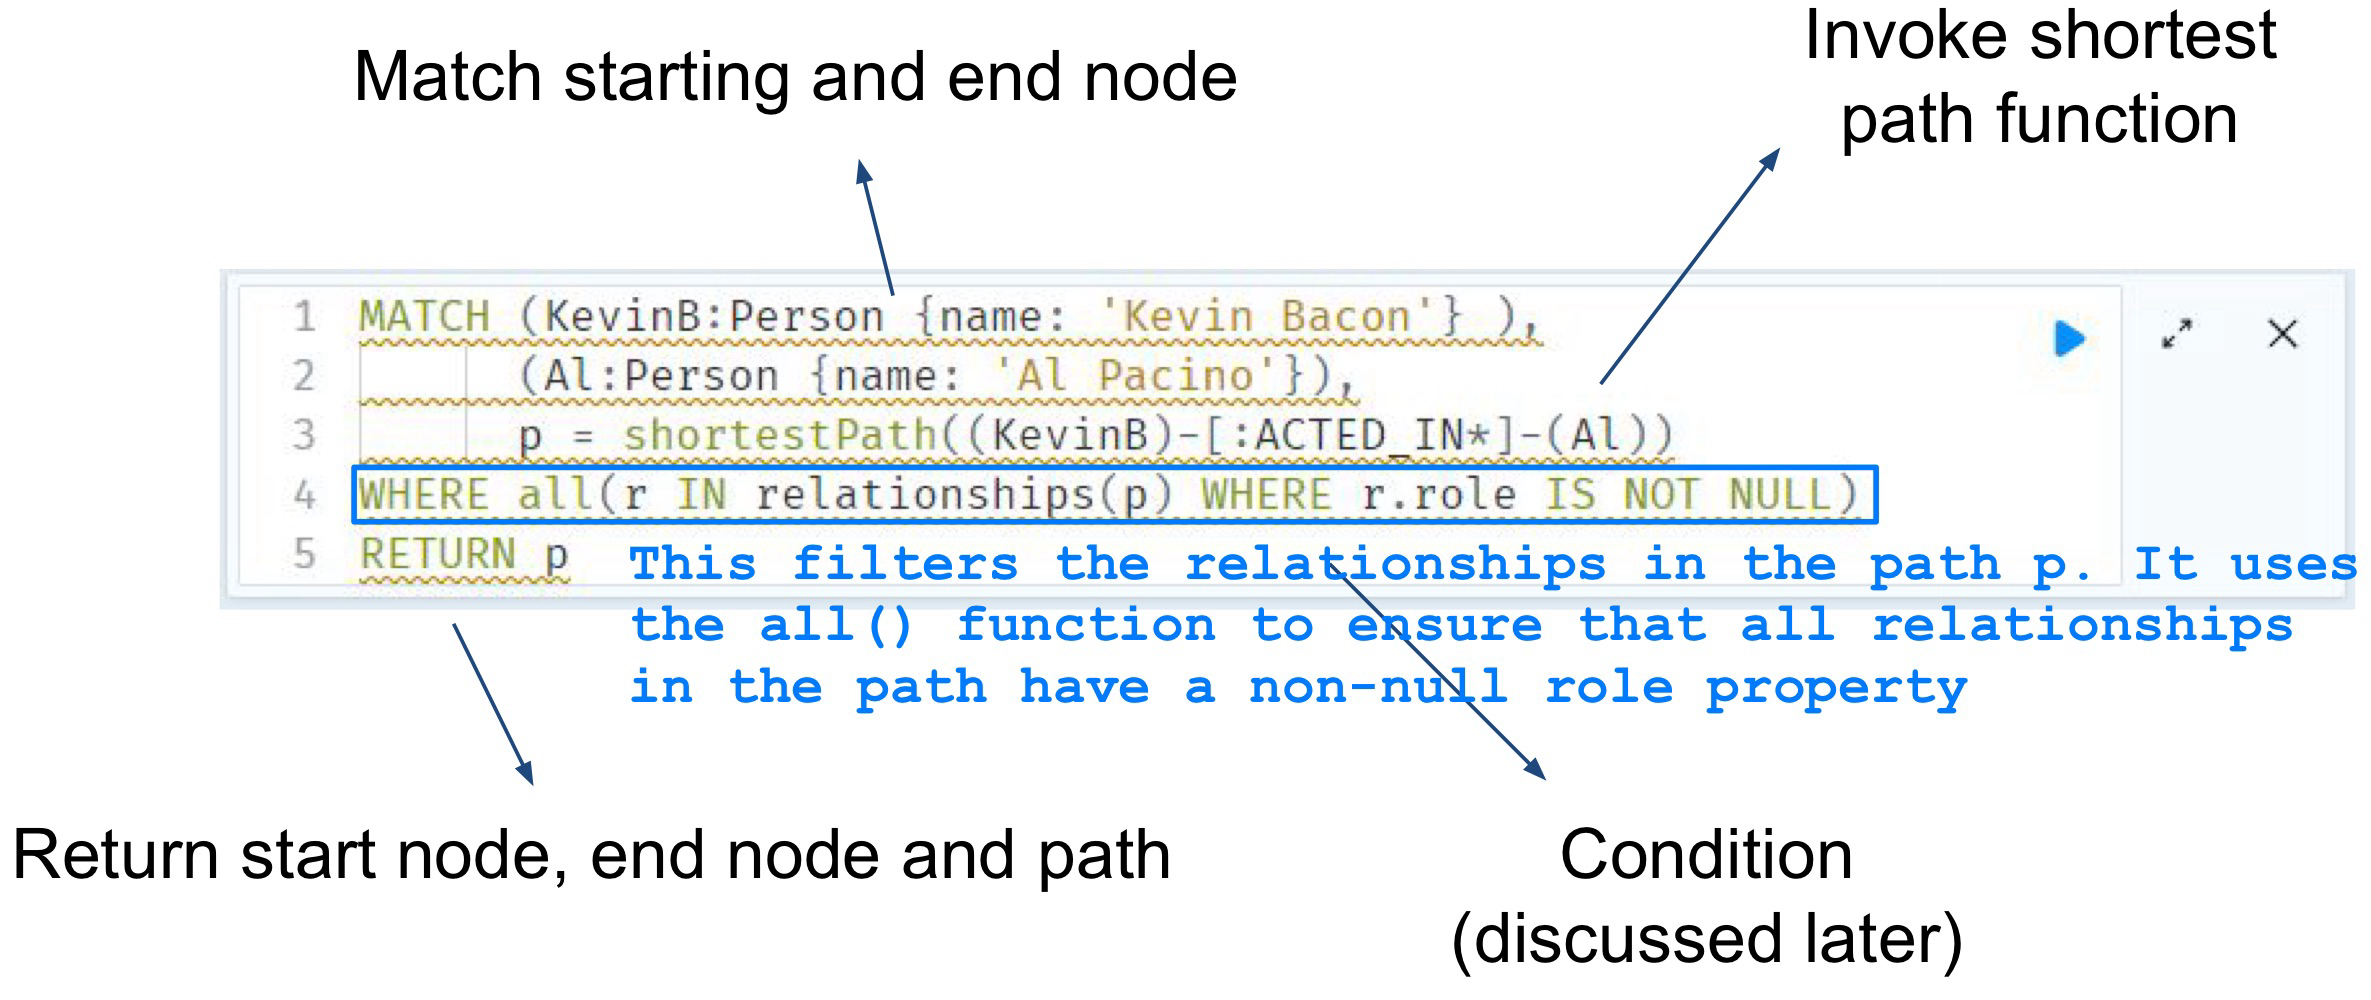 Match starting and end node
Invoke shortest
path function
1 MATCH (KevinB:Person {name: 'Kevin Bacon'} ),
2 (Al:Person {name: 'Al Pacino'}),
3 p = shortestPath((KevinB)-[:ACTED_IN*]-(Al))
4 WHERE all(r IN relationships(p) WHERE r.role IS NOT NULL)
5 RETURN p
This filters the relationships in the path p. It uses
the all() function to ensure that all relationships
in the path have a non-null role property
Return start node, end node and path
Condition
(discussed later)